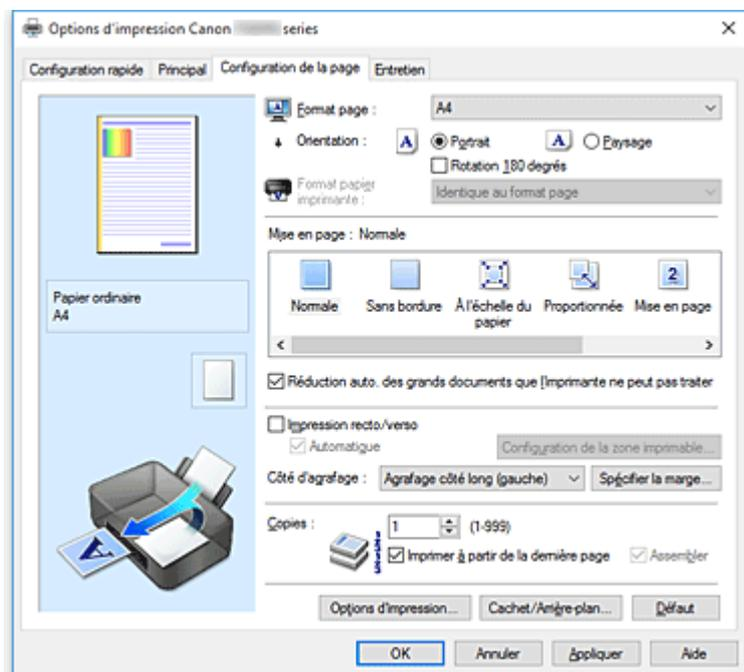 Options d'impression Canon series
Configuration rapide Principal Configuration de la page Entretien
Format page : A4
Orientation : A Portrait A Paysage
Rotation 180 degrés
Format papier imprimante : Identique au format page
Mise en page : Normale
Normale Sans bordure À l'échelle du papier Proportionnée 2 Mise en page
Papier ordinaire
A4
Réduction auto. des grands documents que l'imprimante ne peut pas traiter
Impression recto/verso
Automatique Configuration de la zone imprimable...
Côté d'agrafage : Agrafage côté long (gauche) Spécifier la marge...
Copies : 1 (1-999)
Imprimer à partir de la dernière page Assembler
A
Options d'impression... Cachet/Arrière-plan... Défaut
OK Annuler Appliquer Aide